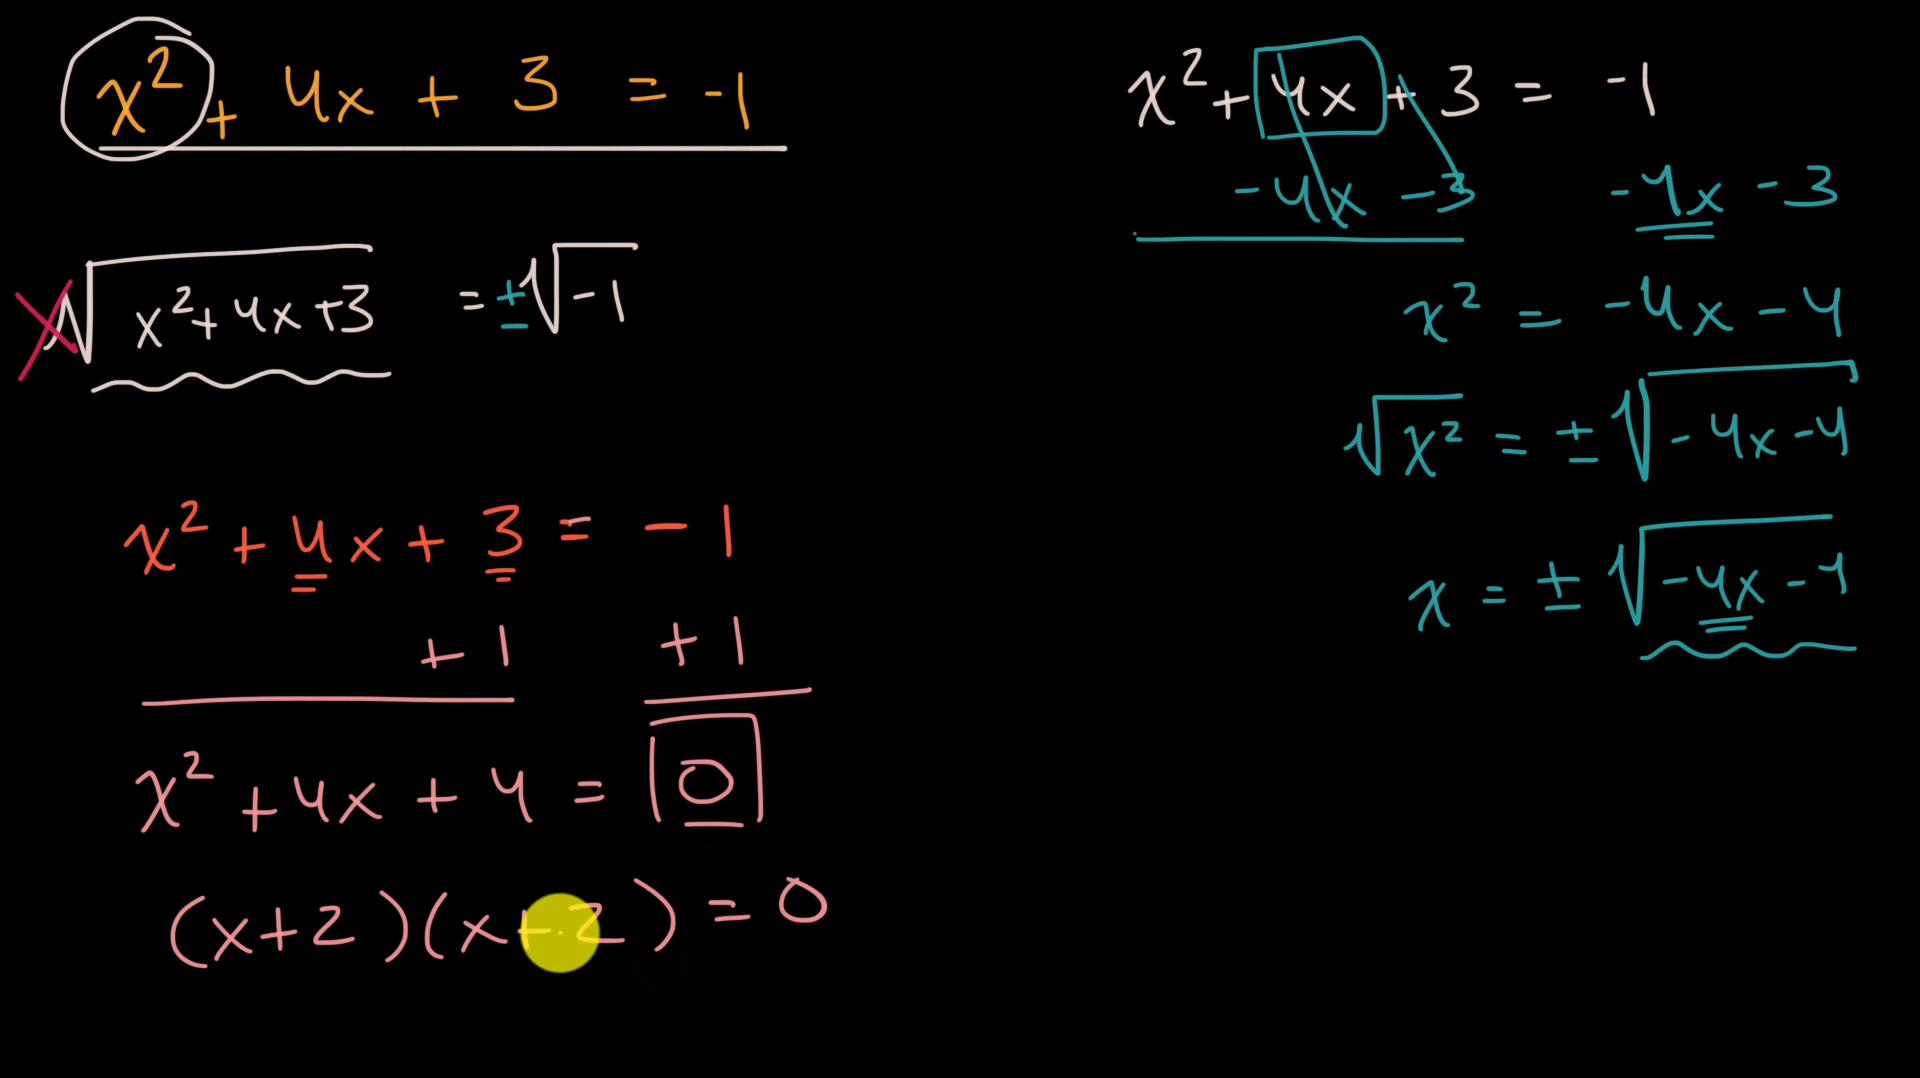 x² + 4x + 3 = -1
√(x² + 4x + 3) = ±√(-1)
x² + 4x + 3 = -1
+1 +1
x² + 4x + 4 = 0
(x+2)(x+2) = 0
x² + 4x + 3 = -1
-4x -3 -4x -3
x² = -4x - 4
√(x²) = ±√(-4x-4)
x = ±√(-4x-4)